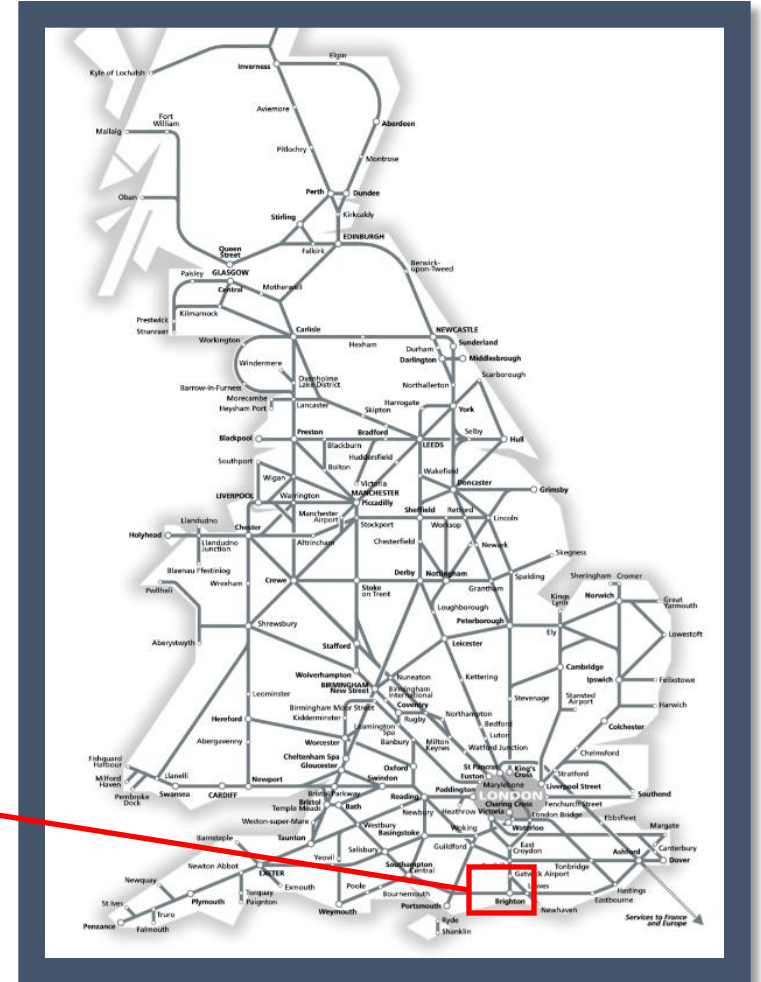 Elgin
Inverness
Kyle of Lochalsh
Aviemore
Fort
William
Mallaig
Aberdeen
Pitlochry
Montrose
Perth
Dundee
Oban
Stirling
Kirkcaldy
EDINBURGH
Queen
Street
Falkirk
Berwick-
upon-Tweed
Paisley
GLASGOW
Central
Motherwell
Prestwick
Kilmarnock
Stranraer
Carlisle
NEWCASTLE
Workington
Hexham
Sunderland
Durham
Darlington
Middlesbrough
Windermere
Scarborough
Oxenholme
Lake District
Northallerton
Barrow-in-Furness
Morecambe
Lancaster
Harrogate
Heysham Port
Skipton
York
Blackpool
Preston
Bradford
Selby
Blackburn
LEEDS
Hull
Huddersfield
Southport
Bolton
Wakefield
Wigan
Victoria
Doncaster
MANCHESTER
LIVERPOOL
Warrington
Piccadilly
Grimsby
Manchester
Airport
Sheffield
Retford
Llandudno
Lincoln
Chester
Stockport
Worksop
Holyhead
Llandudno
Junction
Altrincham
Chesterfield
Newark
Skegness
Blaenau Ffestiniog
Derby
Nottingham
Spalding
Sheringham
Cromer
Pwllheli
Wrexham
Crewe
Stoke
on Trent
Grantham
Kings
Lynn
Norwich
Great
Yarmouth
Loughborough
Peterborough
Shrewsbury
Ely
Lowestoft
Aberystwyth
Stafford
Leicester
Cambridge
Wolverhampton
Nuneaton
Kettering
Ipswich
Felixstowe
BIRMINGHAM
New Street
Birmingham
International
Stansted
Airport
Leominster
Coventry
Stevenage
Birmingham Moor Street
Northampton
Harwich
Hereford
Kidderminster
Rugby
Bedford
Colchester
Leamington
Spa
Luton
Abergavenny
Worcester
Banbury
Milton
Keynes
Watford Junction
Chelmsford
Cheltenham Spa
Fishguard
Harbour
Gloucester
Oxford
St Pancras
King's
Cross
Stratford
Llanelli
Newport
Swindon
Euston
Milford
Haven
Marylebone
Liverpool Street
Pembroke
Dock
Swansea
CARDIFF
Bristol Parkway
Reading
Paddington
LONDON
Southend
Bristol
Temple Meads
Bath
Charing Cross
Fenchurch Street
Newbury
Heathrow
Victoria
London Bridge
Ebbsfleet
Weston-super-Mare
Westbury
Waterloo
Margate
Barnstaple
Taunton
Basingstoke
Woking
East
Croydon
Canterbury
Salisbury
Guildford
Ashford
Yeovil
Tonbridge
Dover
Newton Abbot
EXETER
Southampton
Central
Gatwick Airport
Newquay
Exmouth
Poole
Lewes
Hastings
Torquay
Bournemouth
Brighton
Eastbourne
St Ives
Plymouth
Paignton
Weymouth
Portsmouth
Newhaven
Truro
Ryde
Services to France
and Europe
Penzance
Falmouth
Shanklin